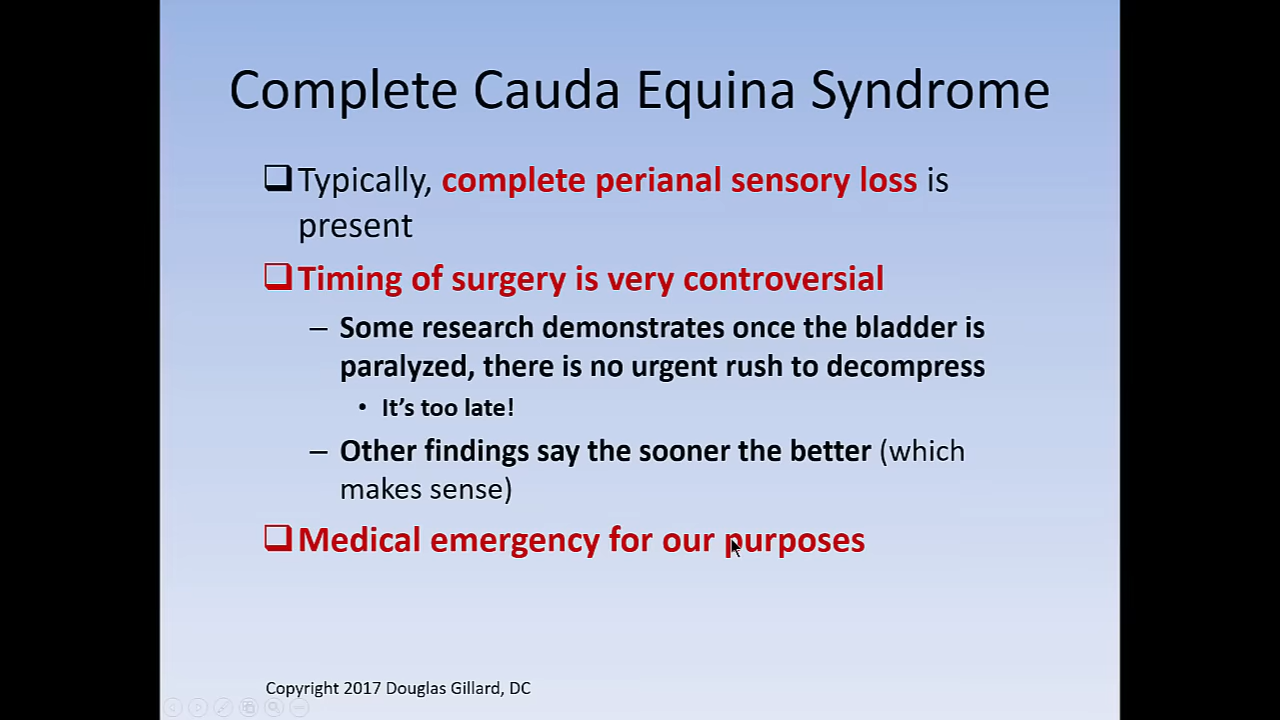 Complete Cauda Equina Syndrome
Typically, complete perianal sensory loss is
present
Timing of surgery is very controversial
– Some research demonstrates once the bladder is
paralyzed, there is no urgent rush to decompress
• It's too late!
– Other findings say the sooner the better (which
makes sense)
Medical emergency for our purposes
Copyright 2017 Douglas Gillard, DC